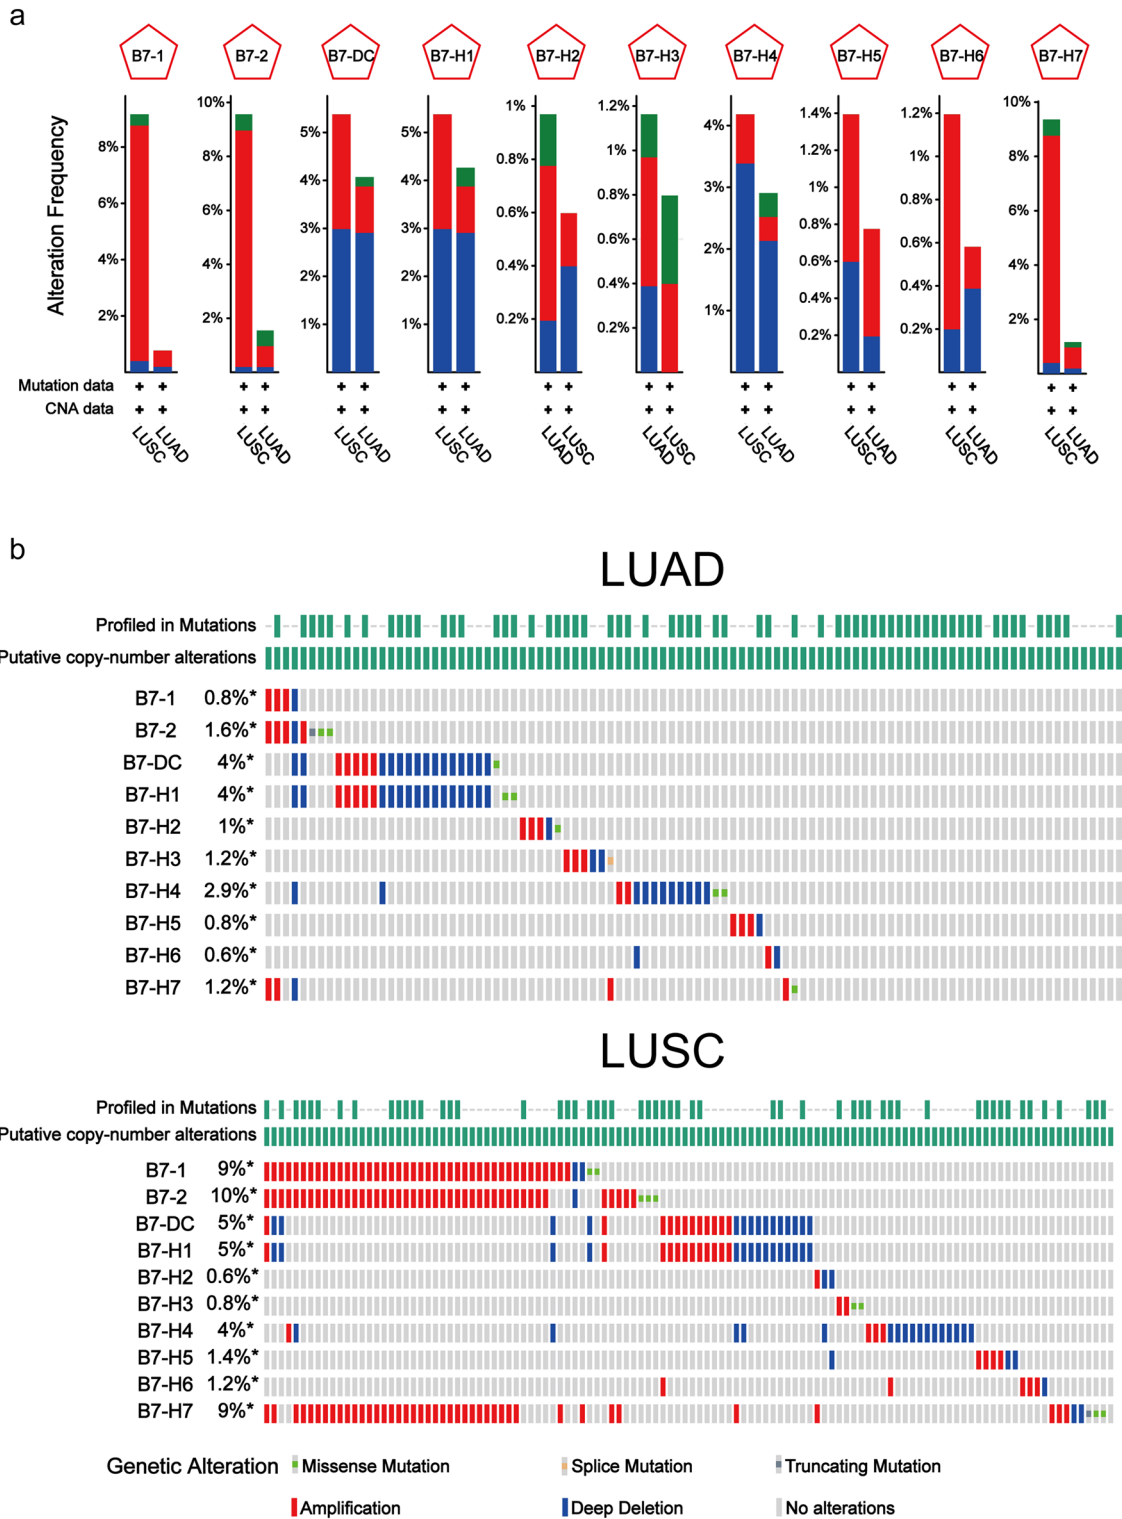 a
B7-1 B7-2 B7-DC B7-H1 B7-H2 B7-H3 B7-H4 B7-H5 B7-H6 B7-H7
Alteration Frequency
8%
6%
4%
2%
10%
8%
6%
4%
2%
5%
4%
3%
2%
1%
5%
4%
3%
2%
1%
1%
0.8%
0.6%
0.4%
0.2%
1.2%
1%
0.8%
0.6%
0.4%
0.2%
4%
3%
2%
1%
1.4%
1.2%
1%
0.8%
0.6%
0.4%
0.2%
1.2%
1%
0.8%
0.6%
0.4%
0.2%
10%
8%
6%
4%
2%
Mutation data + + + + + + + + + + + + + + + + + + + +
CNA data + + + + + + + + + + + + + + + + + + + +
LUSC LUAD LUSC LUAD LUSC LUAD LUSC LUAD LUAD LUSC LUAD LUSC LUSC LUAD LUSC LUAD LUSC LUAD LUSC LUAD
b
LUAD
Profiled in Mutations
Putative copy-number alterations
B7-1 0.8%*
B7-2 1.6%*
B7-DC 4%*
B7-H1 4%*
B7-H2 1%*
B7-H3 1.2%*
B7-H4 2.9%*
B7-H5 0.8%*
B7-H6 0.6%*
B7-H7 1.2%*
LUSC
Profiled in Mutations
Putative copy-number alterations
B7-1 9%*
B7-2 10%*
B7-DC 5%*
B7-H1 5%*
B7-H2 0.6%*
B7-H3 0.8%*
B7-H4 4%*
B7-H5 1.4%*
B7-H6 1.2%*
B7-H7 9%*
Genetic Alteration Missense Mutation Splice Mutation Truncating Mutation
Amplification Deep Deletion No alterations